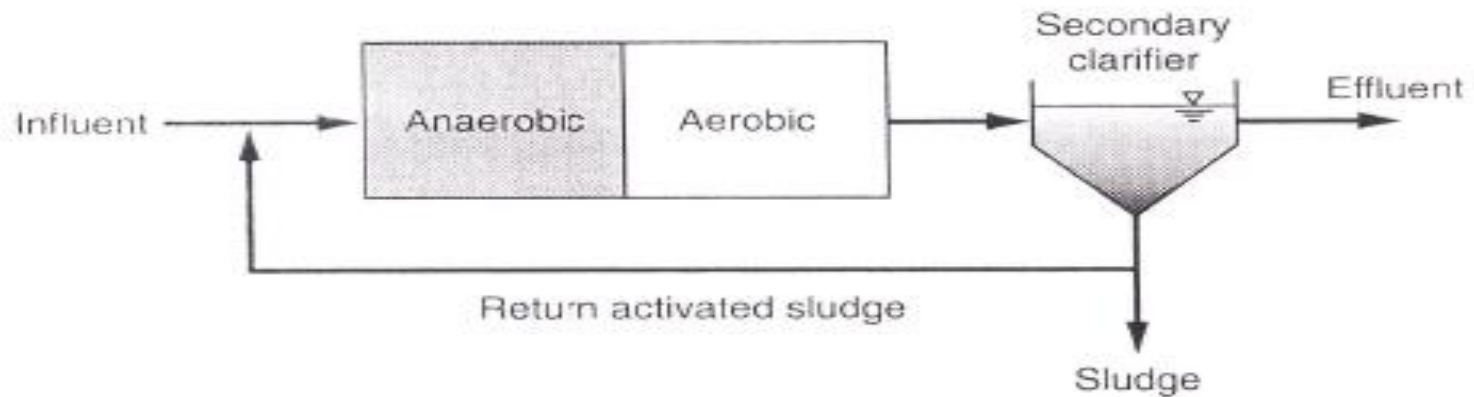 Secondary
clarifier
Effluent
Influent
Anaerobic
Aerobic
Return activated sludge
Sludge